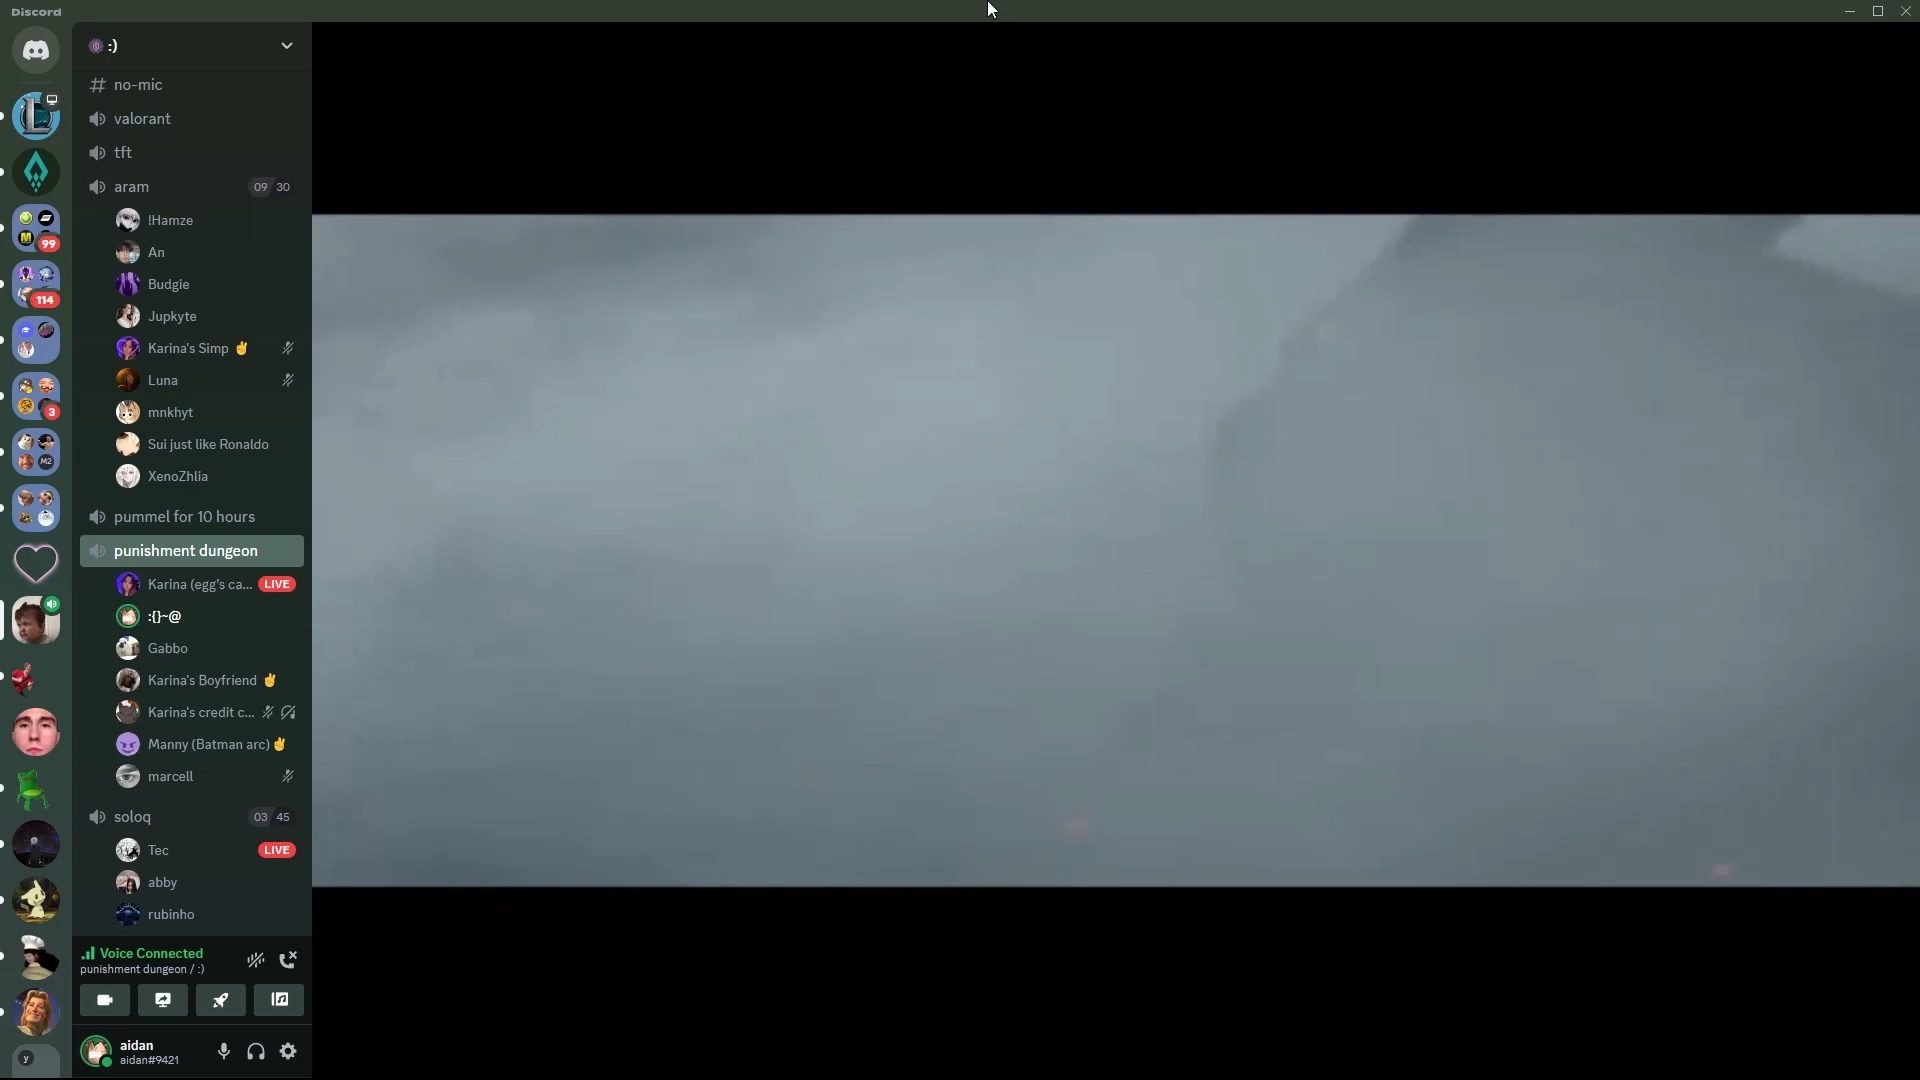 Discord
:)
no-mic
valorant
tft
aram 09 30
!Hamze
An
Budgie
Jupkyte
Karina's Simp ✌
Luna
mnkhyt
Sui just like Ronaldo
XenoZhlia
pummel for 10 hours
punishment dungeon
Karina (egg's ca... LIVE
:{}~@
Gabbo
Karina's Boyfriend ✌
Karina's credit c...
Manny (Batman arc)✌
marcell
soloq 03 45
Tec LIVE
abby
rubinho
Voice Connected
punishment dungeon / :)
aidan
aidan#9421
99
114
3
M2
y